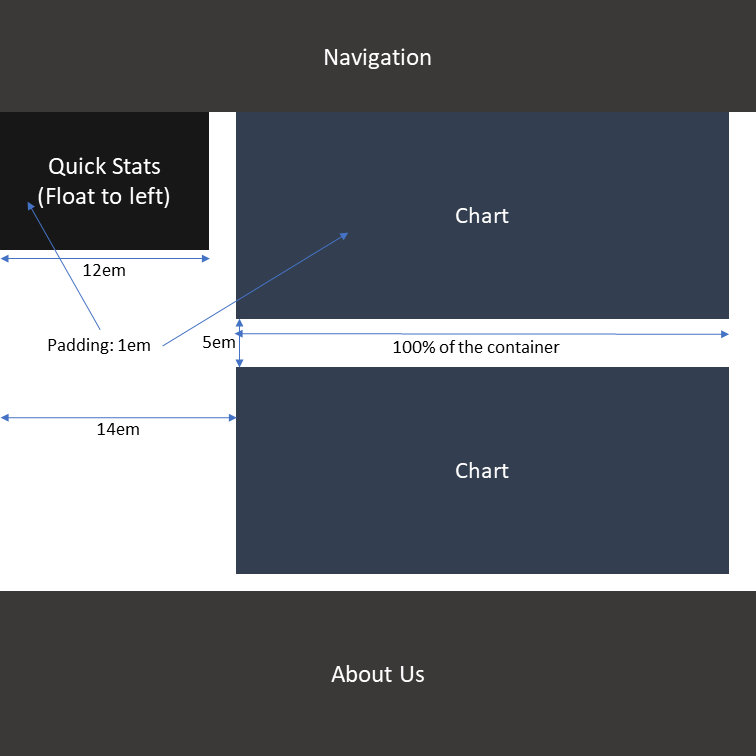 Navigation
Quick Stats
(Float to left)
Chart
12em
Padding: 1em
5em
100% of the container
14em
Chart
About Us